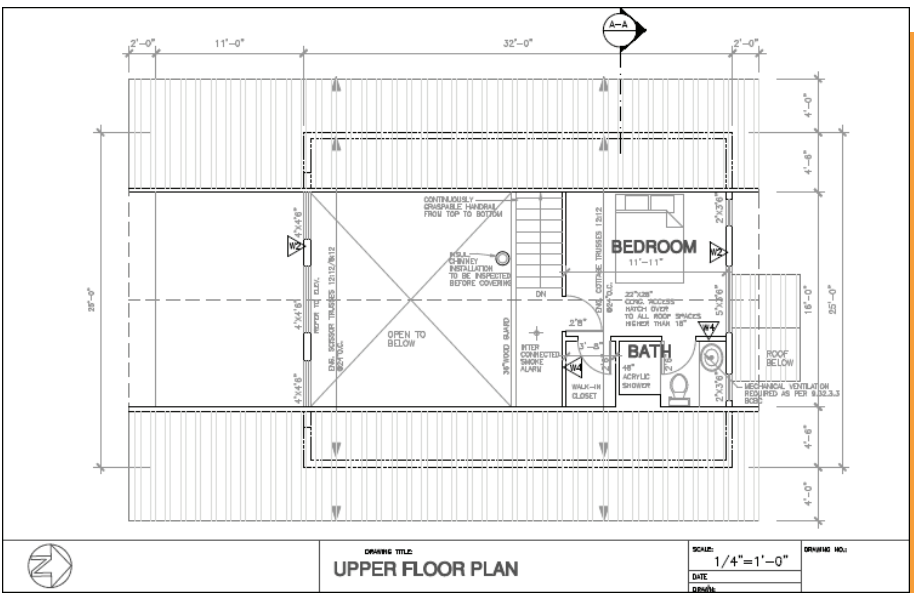 A-A
2'-0"
11'-0"
32'-0"
2'-0"
4'-0"
4'-6"
CONTINUOUSLY
GRASPABLE HANDRAIL
FROM TOP TO BOTTOM
4'X4'6"
2'X3'6"
W2
BEDROOM
W2
11'-11"
INSUL.
CHIMNEY
INSTALLATION
TO BE INSPECTED
BEFORE COVERING
ENG. SCISSOR TRUSSES 12:12/6:12
@24"O.C.
ENG. COTTAGE TRUSSES 12:12
@24"O.C.
REFER TO ELEV.
DN
22"X28"
CONC. ACCESS
HATCH OVER
TO ALL ROOF SPACES
HIGHER THAN 18"
5'X3'6"
16'-0"
25'-0"
4'X4'6"
OPEN TO
BELOW
36"WOOD GUARD
2'8"
W4
INTER
CONNECTED
SMOKE
ALARM
3'-8"
BATH
ROOF
BELOW
W4
2'6"
48"
ACRYLIC
SHOWER
2'6"
4'X4'6"
WALK-IN
CLOSET
2'X3'6"
MECHANICAL VENTILATION
REQUIRED AS PER 9.32.3.3
BCBC
4'-6"
4'-0"
DRAWING TITLE:
UPPER FLOOR PLAN
SCALE:
1/4"=1'-0"
DATE
DRAWN:
DRAWING NO.: